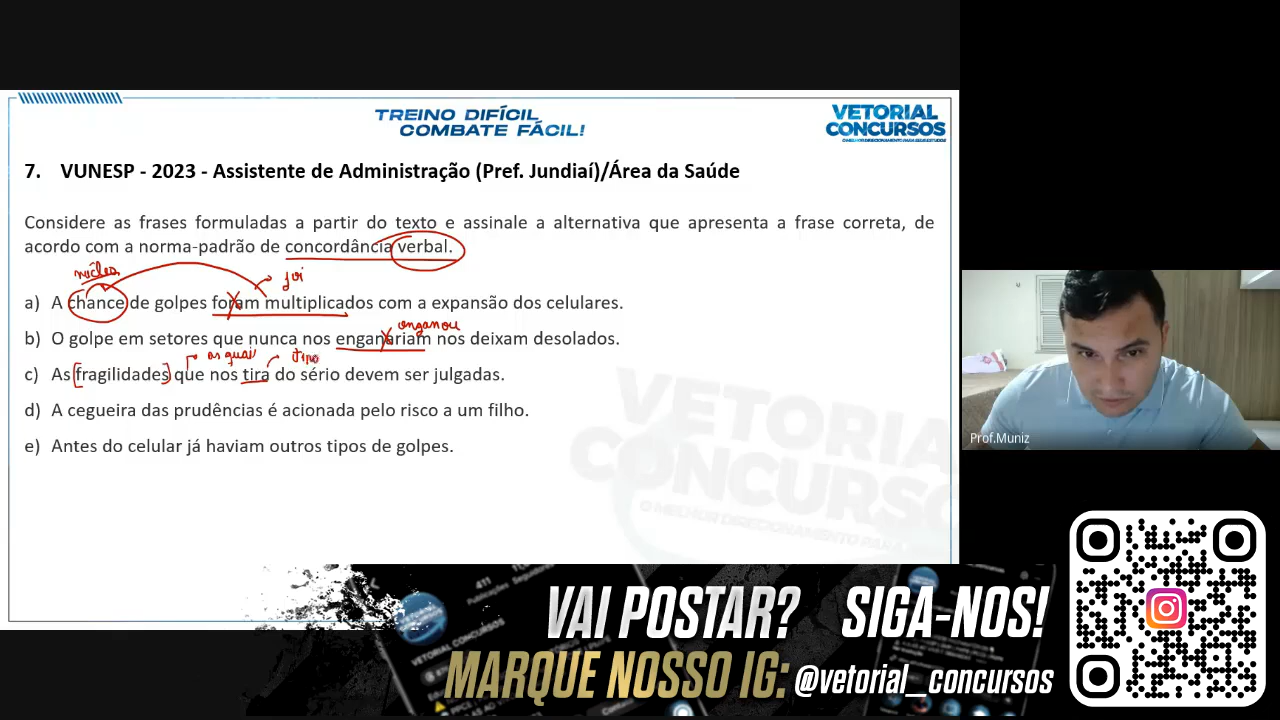 TREINO DIFÍCIL
COMBATE FÁCIL!
VETORIAL
CONCURSOS
7. VUNESP - 2023 - Assistente de Administração (Pref. Jundiaí)/Área da Saúde
Considere as frases formuladas a partir do texto e assinale a alternativa que apresenta a frase correta, de
acordo com a norma-padrão de concordância verbal.
núcleo
foi
a) A chance de golpes foram multiplicados com a expansão dos celulares.
enganou
b) O golpe em setores que nunca nos enganariam nos deixam desolados.
as quais
c) As [fragilidades] que nos tira do sério devem ser julgadas.
d) A cegueira das prudências é acionada pelo risco a um filho.
e) Antes do celular já haviam outros tipos de golpes.
VETORIAL
CONCURSO
O MELHOR DIRECIONAMENTO PARA
Prof.Muniz
VAI POSTAR? SIGA-NOS!
MARQUE NOSSO IG: @vetorial_concursos